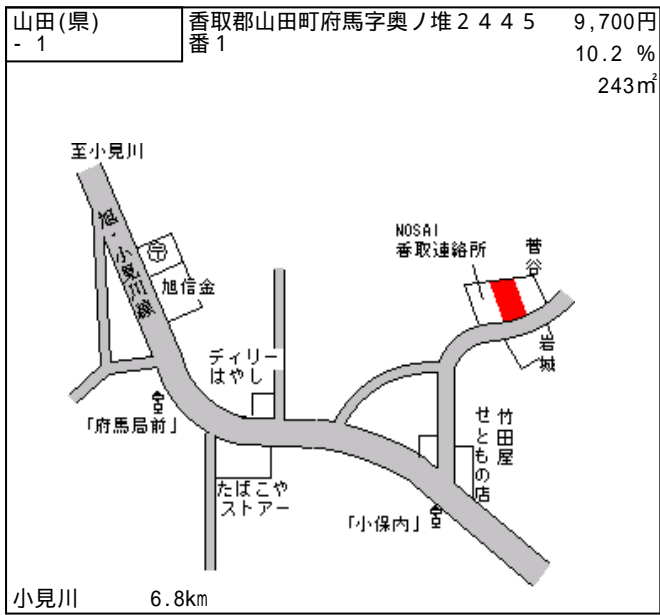 山田(県)
- 1
香取郡山田町府馬字奥ノ堆２４４５
番１
9,700円
10.2 %
243㎡
至小見川
旭・小見川線
旭信金
NOSAI
香取連絡所
菅谷
岩城
ディリー
はやし
「府馬局前」
竹田屋
せともの店
たばこや
ストアー
「小保内」
小見川 6.8km